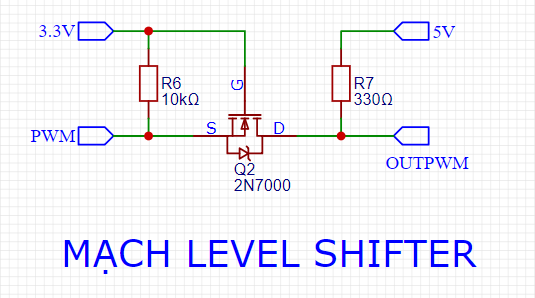 3.3V
5V
G
R6
10kΩ
R7
330Ω
PWM
S
D
OUTPWM
Q2
2N7000
MẠCH LEVEL SHIFTER